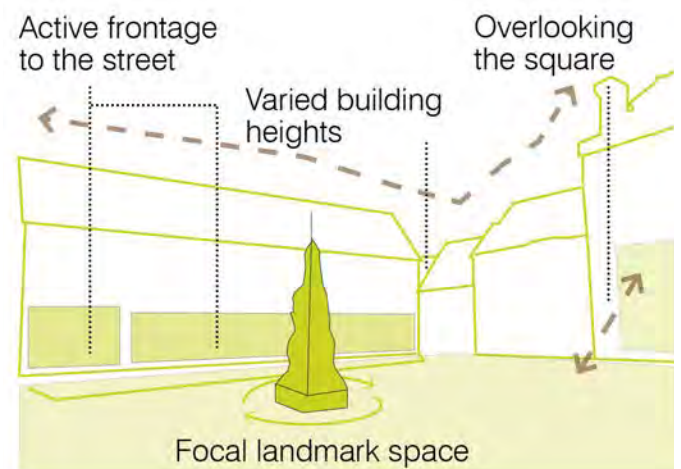 Active frontage
to the street
Overlooking
the square
Varied building
heights
Focal landmark space